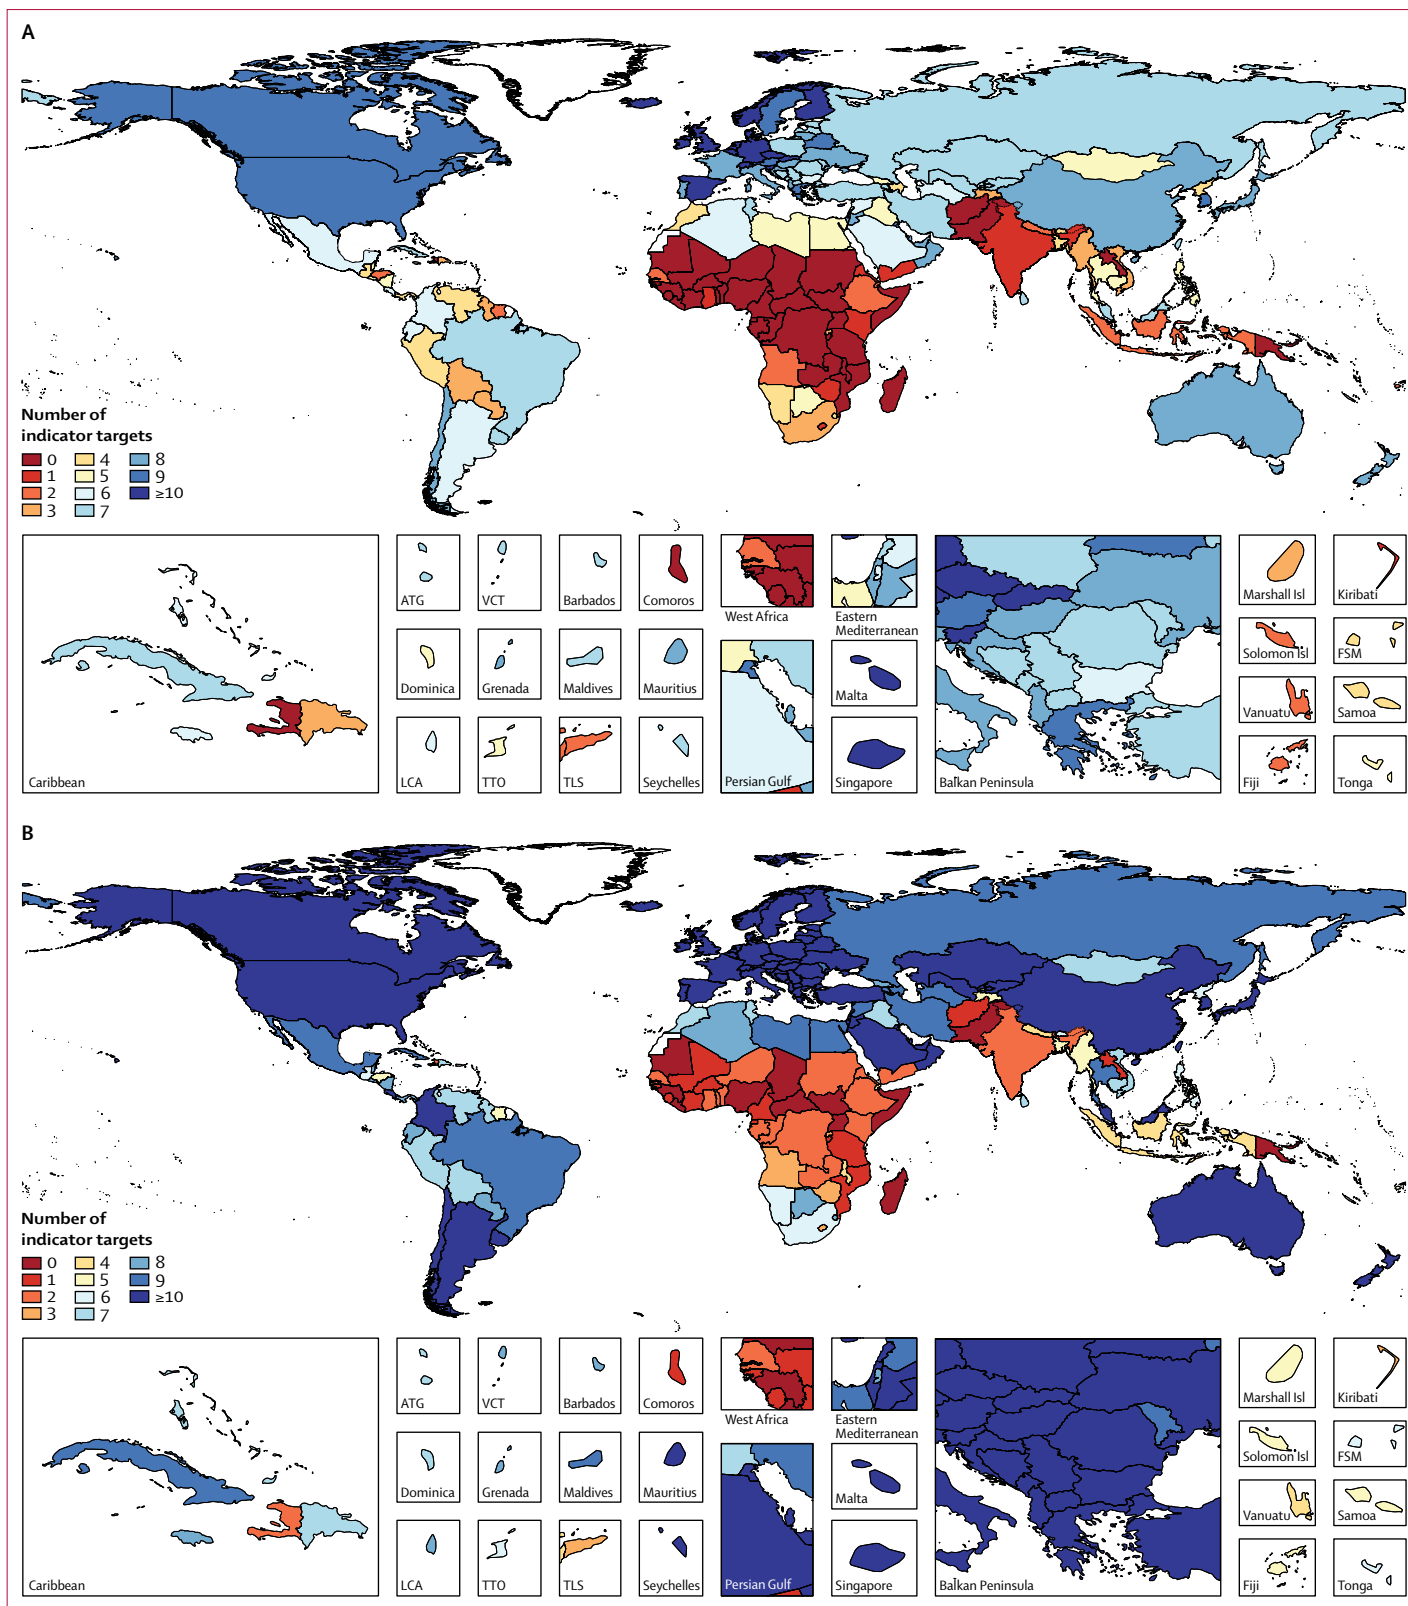 A
Number of
indicator targets
0 4 8
1 5 9
2 6 ≥10
3 7
Caribbean
ATG
VCT
Barbados
Comoros
West Africa
Eastern
Mediterranean
Marshall Isl
Kiribati
Dominica
Grenada
Maldives
Mauritius
Malta
Solomon Isl
FSM
Vanuatu
Samoa
LCA
TTO
TLS
Seychelles
Persian Gulf
Singapore
Balkan Peninsula
Fiji
Tonga
B
Number of
indicator targets
0 4 8
1 5 9
2 6 ≥10
3 7
Caribbean
ATG
VCT
Barbados
Comoros
West Africa
Eastern
Mediterranean
Marshall Isl
Kiribati
Dominica
Grenada
Maldives
Mauritius
Malta
Solomon Isl
FSM
Vanuatu
Samoa
LCA
TTO
TLS
Seychelles
Persian Gulf
Singapore
Balkan Peninsula
Fiji
Tonga